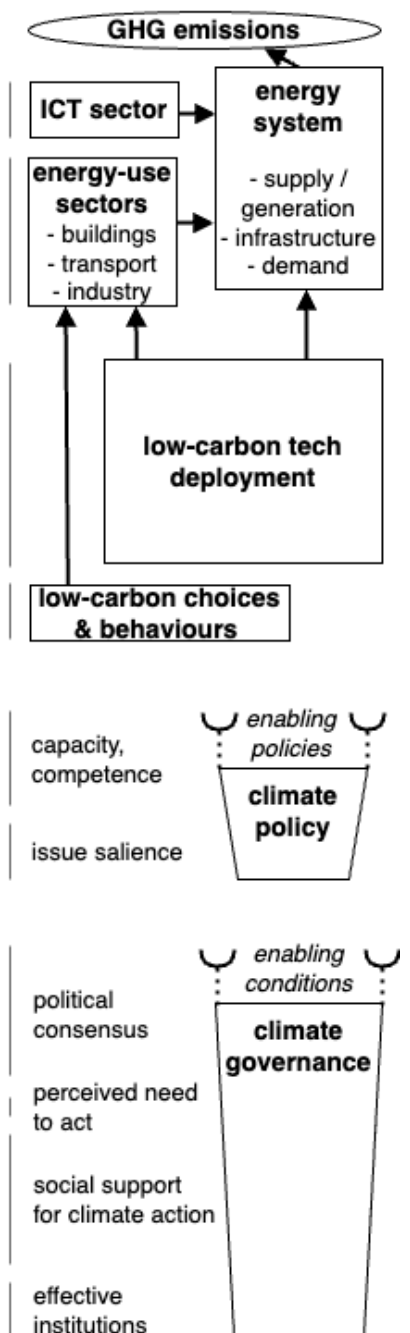 GHG emissions
ICT sector
energy
system
- supply /
generation
- infrastructure
- demand
energy-use
sectors
- buildings
- transport
- industry
low-carbon tech
deployment
low-carbon choices
& behaviours
enabling
policies
capacity,
competence
climate
policy
issue salience
enabling
conditions
political
consensus
climate
governance
perceived need
to act
social support
for climate action
effective
institutions